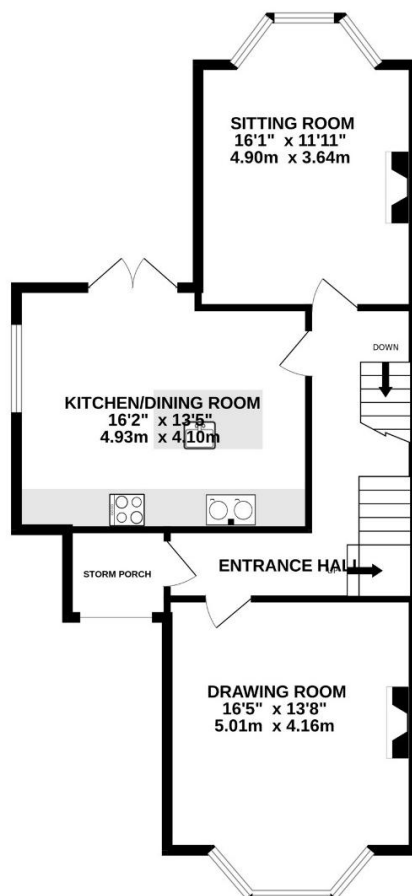 SITTING ROOM
16'1" x 11'11"
4.90m x 3.64m
DOWN
KITCHEN/DINING ROOM
16'2" x 13'5"
4.93m x 4.10m
STORM PORCH
ENTRANCE HALL
UP
DRAWING ROOM
16'5" x 13'8"
5.01m x 4.16m